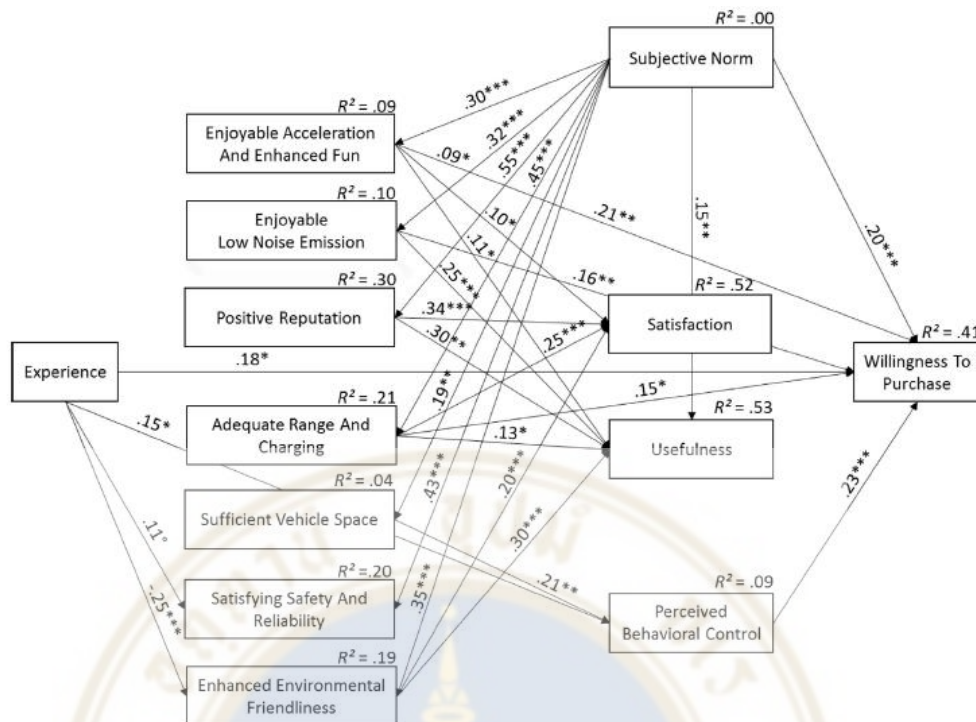 R² = .00
Subjective Norm
R² = .09
Enjoyable Acceleration
And Enhanced Fun
.30***
.32***
.55***
.45***
.09*
R² = .10
Enjoyable
Low Noise Emission
.10*
.11*
.25***
.15**
.21**
.20***
.16**
R² = .30
Positive Reputation
.34***
.30**
.25***
R² = .52
Satisfaction
R² = .41
Willingness To
Purchase
Experience
.18*
.15*
R² = .21
Adequate Range And
Charging
.19**
.15*
.13*
R² = .53
Usefulness
R² = .04
Sufficient Vehicle Space
.43***
.20***
.30***
.23***
.11°
-.25***
R² = .20
Satisfying Safety And
Reliability
.35***
.21**
R² = .09
Perceived
Behavioral Control
R² = .19
Enhanced Environmental
Friendliness